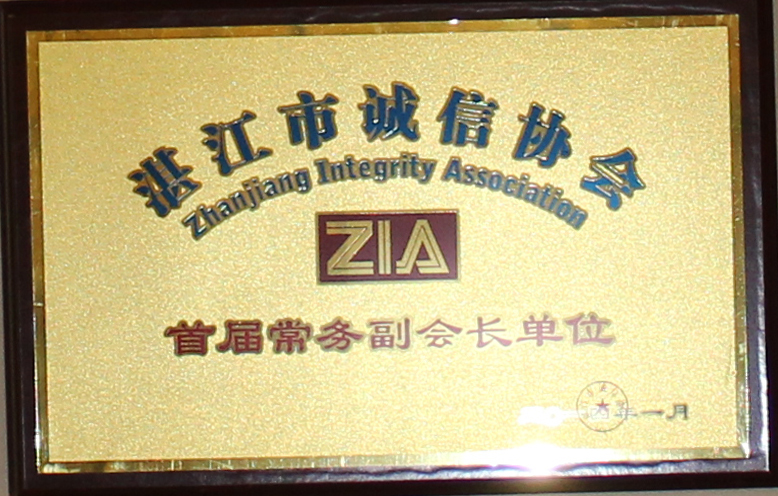 湛江市诚信协会
Zhanjiang Integrity Association
ZIA
首届常务副会长单位
四年一月